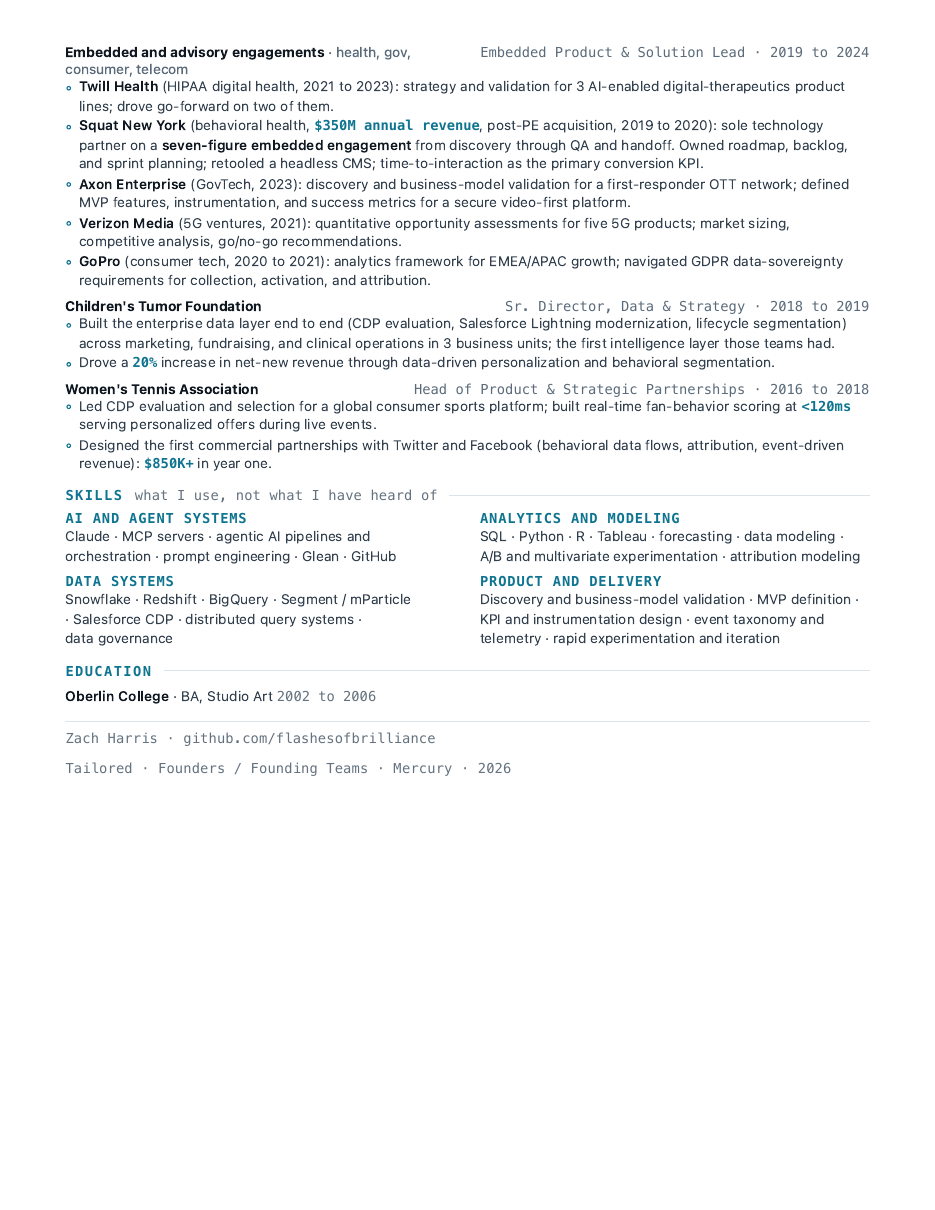 Embedded and advisory engagements · health, gov, consumer, telecom
Embedded Product & Solution Lead · 2019 to 2024
Twill Health (HIPAA digital health, 2021 to 2023): strategy and validation for 3 AI-enabled digital-therapeutics product
lines; drove go-forward on two of them.
Squat New York (behavioral health, $350M annual revenue, post-PE acquisition, 2019 to 2020): sole technology
partner on a seven-figure embedded engagement from discovery through QA and handoff. Owned roadmap, backlog,
and sprint planning; retooled a headless CMS; time-to-interaction as the primary conversion KPI.
Axon Enterprise (GovTech, 2023): discovery and business-model validation for a first-responder OTT network; defined
MVP features, instrumentation, and success metrics for a secure video-first platform.
Verizon Media (5G ventures, 2021): quantitative opportunity assessments for five 5G products; market sizing,
competitive analysis, go/no-go recommendations.
GoPro (consumer tech, 2020 to 2021): analytics framework for EMEA/APAC growth; navigated GDPR data-sovereignty
requirements for collection, activation, and attribution.
Children's Tumor Foundation Sr. Director, Data & Strategy · 2018 to 2019
Built the enterprise data layer end to end (CDP evaluation, Salesforce Lightning modernization, lifecycle segmentation)
across marketing, fundraising, and clinical operations in 3 business units; the first intelligence layer those teams had.
Drove a 20% increase in net-new revenue through data-driven personalization and behavioral segmentation.
Women's Tennis Association Head of Product & Strategic Partnerships · 2016 to 2018
Led CDP evaluation and selection for a global consumer sports platform; built real-time fan-behavior scoring at <120ms
serving personalized offers during live events.
Designed the first commercial partnerships with Twitter and Facebook (behavioral data flows, attribution, event-driven
revenue): $850K+ in year one.
SKILLS what I use, not what I have heard of
AI AND AGENT SYSTEMS
Claude · MCP servers · agentic AI pipelines and
orchestration · prompt engineering · Glean · GitHub
ANALYTICS AND MODELING
SQL · Python · R · Tableau · forecasting · data modeling ·
A/B and multivariate experimentation · attribution modeling
DATA SYSTEMS
Snowflake · Redshift · BigQuery · Segment / mParticle
· Salesforce CDP · distributed query systems ·
data governance
PRODUCT AND DELIVERY
Discovery and business-model validation · MVP definition ·
KPI and instrumentation design · event taxonomy and
telemetry · rapid experimentation and iteration
EDUCATION
Oberlin College · BA, Studio Art 2002 to 2006
Zach Harris · github.com/flashesofbrilliance
Tailored · Founders / Founding Teams · Mercury · 2026